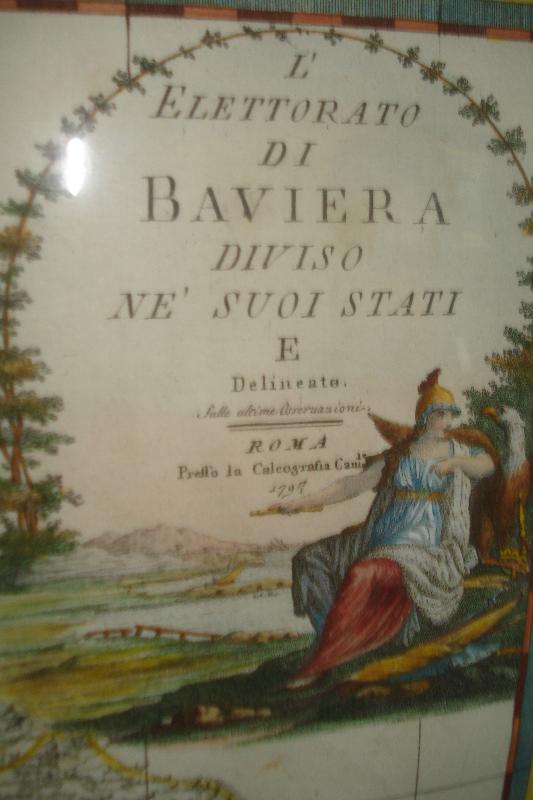 L'
ELETTORATO
DI
BAVIERA
DIVISO
NE' SUOI STATI
E
Delineato.
Sulle ultime Osservazioni.
ROMA
Presso la Calcografia Cam.le
1797